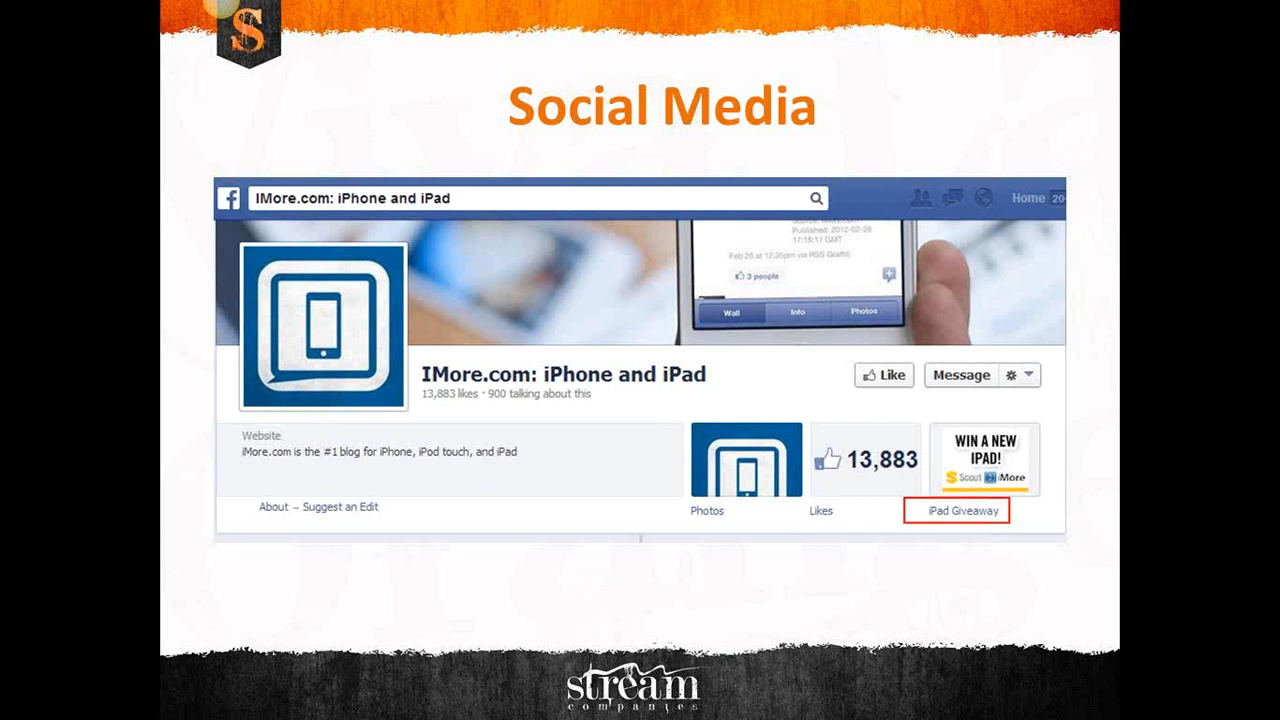 S
Social Media
f
IMore.com: iPhone and iPad
Home 20
Published: 2012-02-26
17:18:17 GMT
Feb 26 at 12:35pm via RSS Graffiti
3 people
Wall Info Photos
IMore.com: iPhone and iPad
13,883 likes · 900 talking about this
Like
Message
Website
iMore.com is the #1 blog for iPhone, iPod touch, and iPad
13,883
WIN A NEW
IPAD!
Scout iMore
About – Suggest an Edit
Photos
Likes
iPad Giveaway
stream
companies